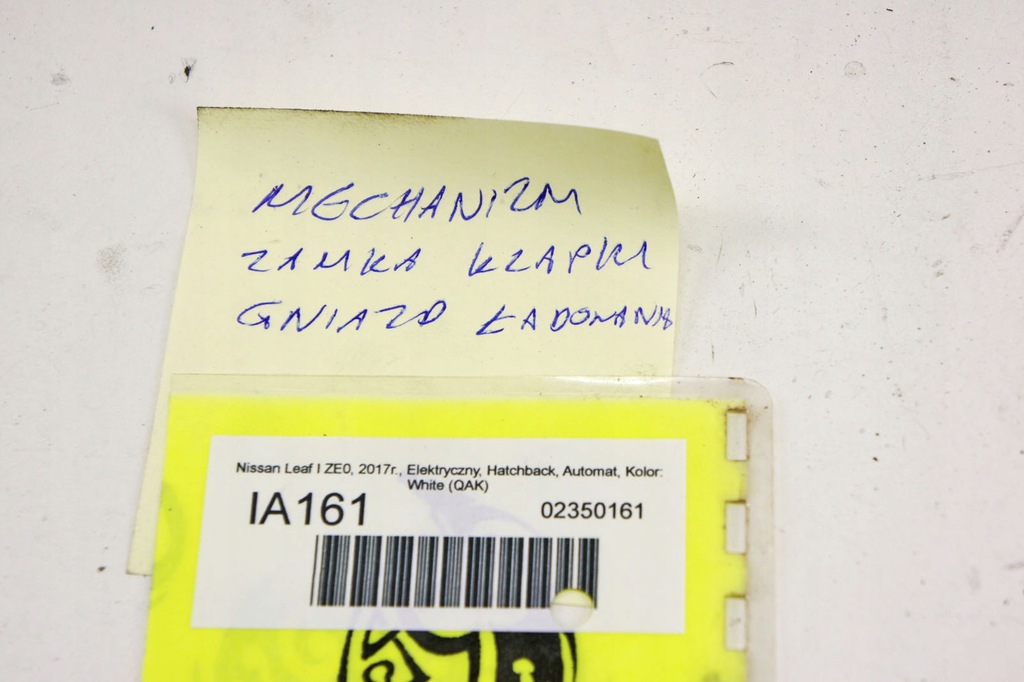 MECHANIZM
ZAMKA KLAPKI
GNIAZD ŁADOWANIA
Nissan Leaf I ZE0, 2017r., Elektryczny, Hatchback, Automat, Kolor:
White (QAK)
IA161
02350161